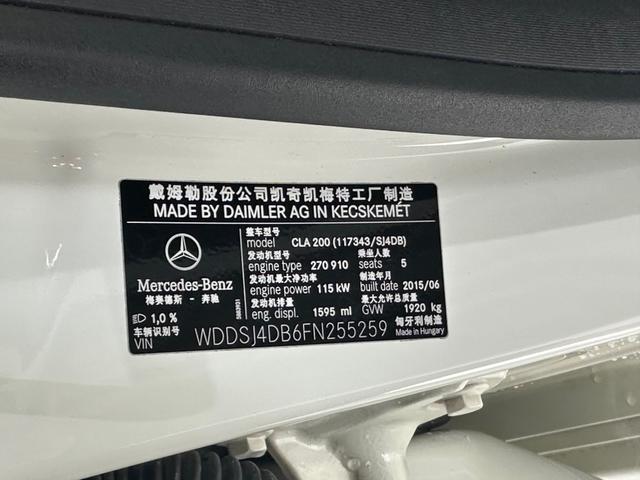 戴姆勒股份公司凯奇凯梅特工厂制造
MADE BY DAIMLER AG IN KECSKEMÉT
整车型号
model CLA 200 (117343/SJ4DB)
发动机型号 乘坐人数
engine type 270 910 seats 5
发动机最大净功率 制造年月
engine power 115 kW built date 2015/06
发动机排量 最大允许总质量
eng. displ. 1595 ml GVW 1920 kg
Mercedes-Benz
梅赛德斯－奔驰
1,0 %
车辆识别号
VIN WDDSJ4DB6FN255259
匈牙利制造
Made in Hungary